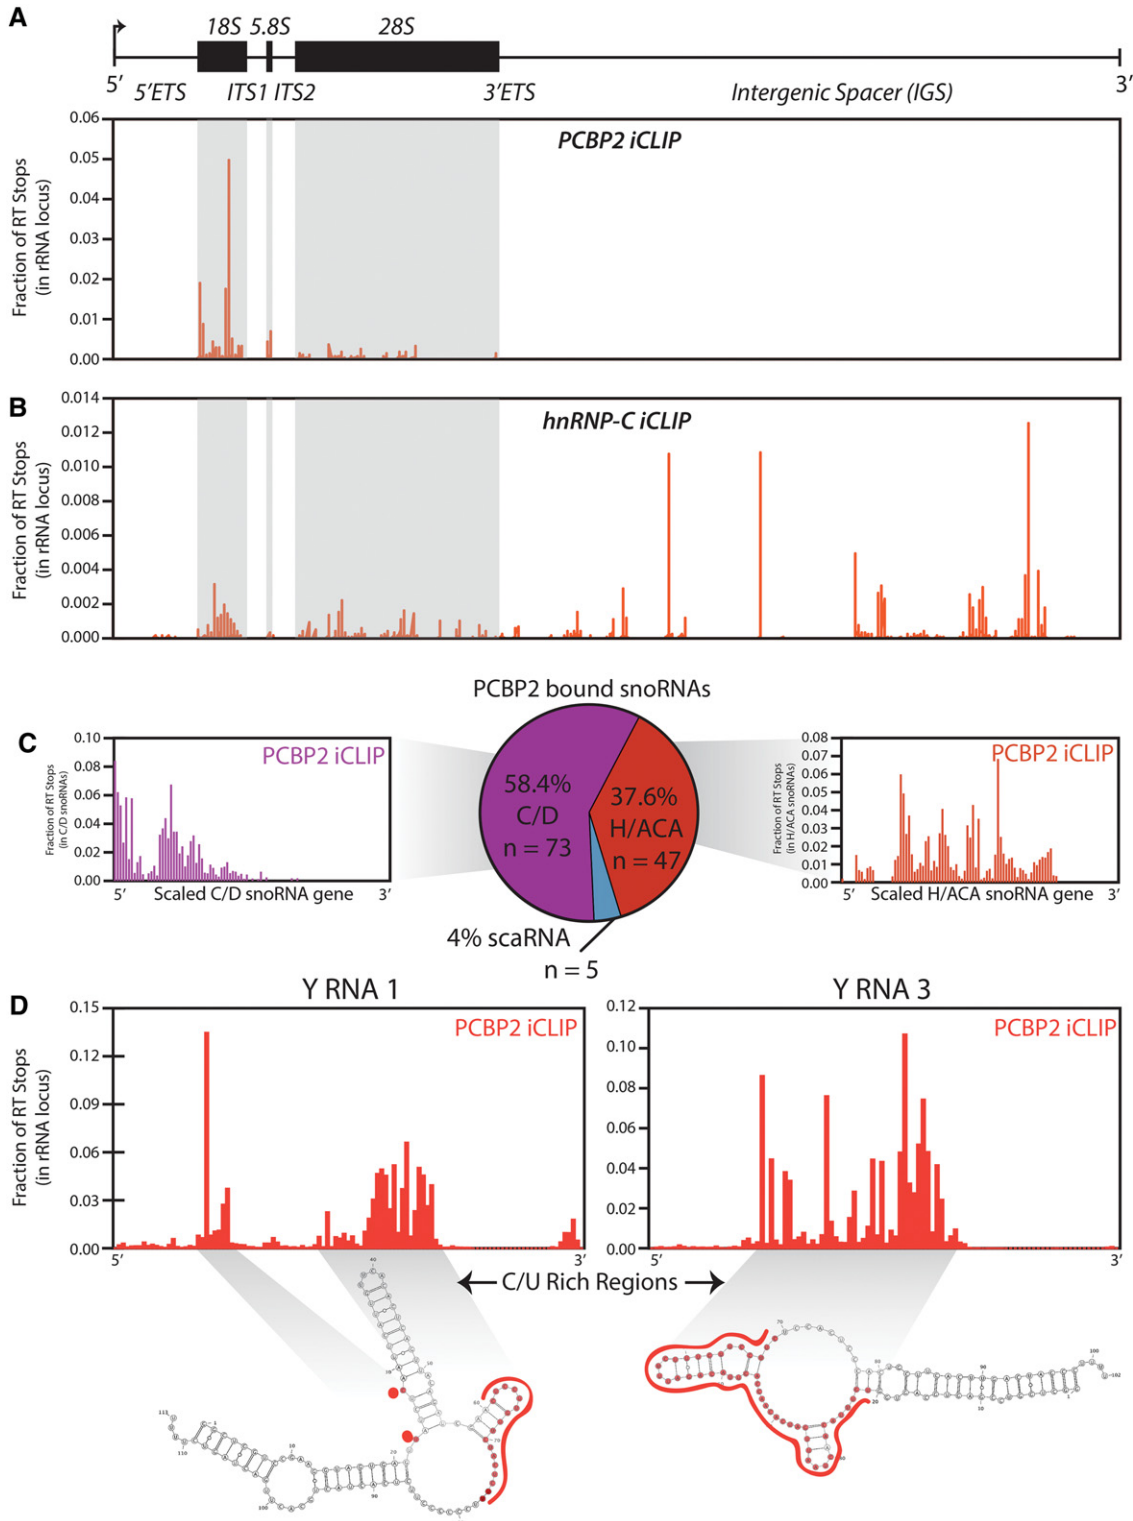 A
18S 5.8S 28S
5′ 3′
5′ETS ITS1 ITS2 3′ETS Intergenic Spacer (IGS)
PCBP2 iCLIP
Fraction of RT Stops
(in rRNA locus)
0.06
0.05
0.04
0.03
0.02
0.01
0.00
B
hnRNP-C iCLIP
Fraction of RT Stops
(in rRNA locus)
0.014
0.012
0.010
0.008
0.006
0.004
0.002
0.000
PCBP2 bound snoRNAs
C
PCBP2 iCLIP
Fraction of RT Stops
(in C/D snoRNAs)
0.10
0.08
0.06
0.04
0.02
0.00
5′ Scaled C/D snoRNA gene 3′
58.4%
C/D
n = 73
37.6%
H/ACA
n = 47
4% scaRNA
n = 5
PCBP2 iCLIP
Fraction of RT Stops
(in H/ACA snoRNAs)
0.08
0.07
0.06
0.05
0.04
0.03
0.02
0.01
0.00
5′ Scaled H/ACA snoRNA gene 3′
D
Y RNA 1
PCBP2 iCLIP
Fraction of RT Stops
(in rRNA locus)
0.15
0.12
0.09
0.06
0.03
0.00
5′ 3′
Y RNA 3
PCBP2 iCLIP
0.12
0.10
0.08
0.06
0.04
0.02
0.00
5′ 3′
C/U Rich Regions